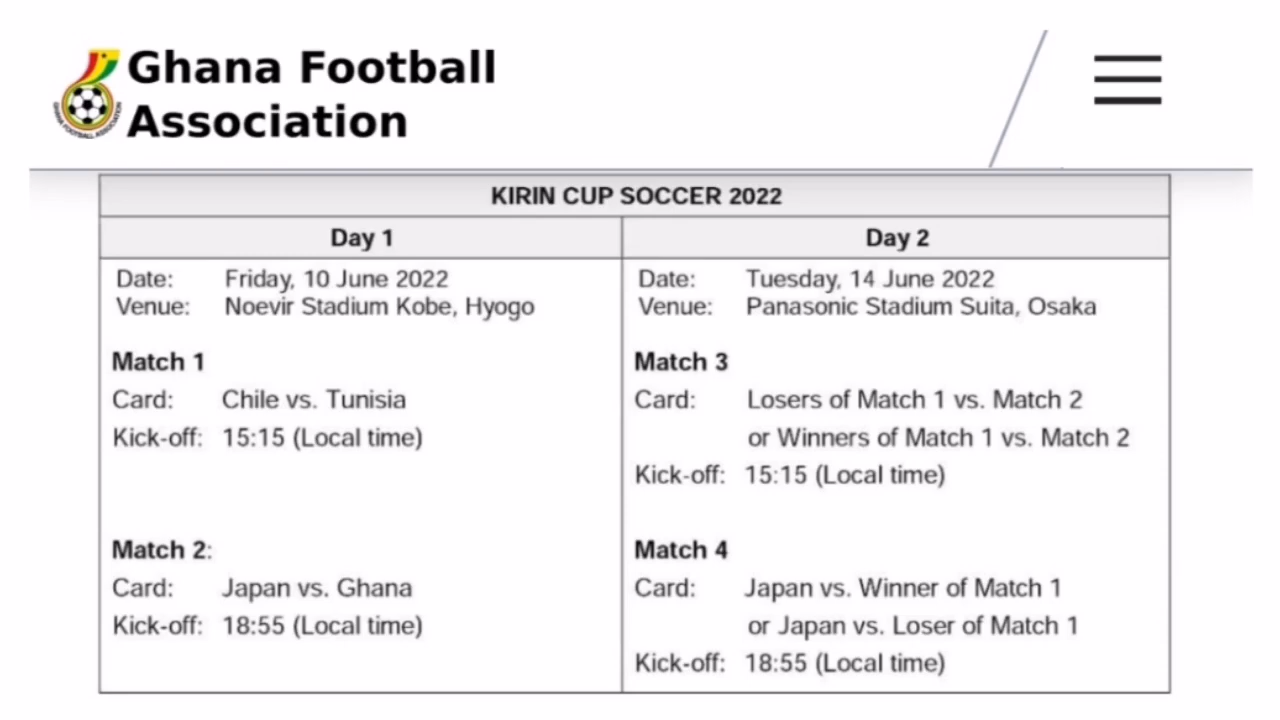 Ghana Football
Association
GHANA FOOTBALL ASSOCIATION
KIRIN CUP SOCCER 2022
Day 1
Date: Friday, 10 June 2022
Venue: Noevir Stadium Kobe, Hyogo
Match 1
Card: Chile vs. Tunisia
Kick-off: 15:15 (Local time)
Match 2:
Card: Japan vs. Ghana
Kick-off: 18:55 (Local time)
Day 2
Date: Tuesday, 14 June 2022
Venue: Panasonic Stadium Suita, Osaka
Match 3
Card: Losers of Match 1 vs. Match 2
or Winners of Match 1 vs. Match 2
Kick-off: 15:15 (Local time)
Match 4
Card: Japan vs. Winner of Match 1
or Japan vs. Loser of Match 1
Kick-off: 18:55 (Local time)